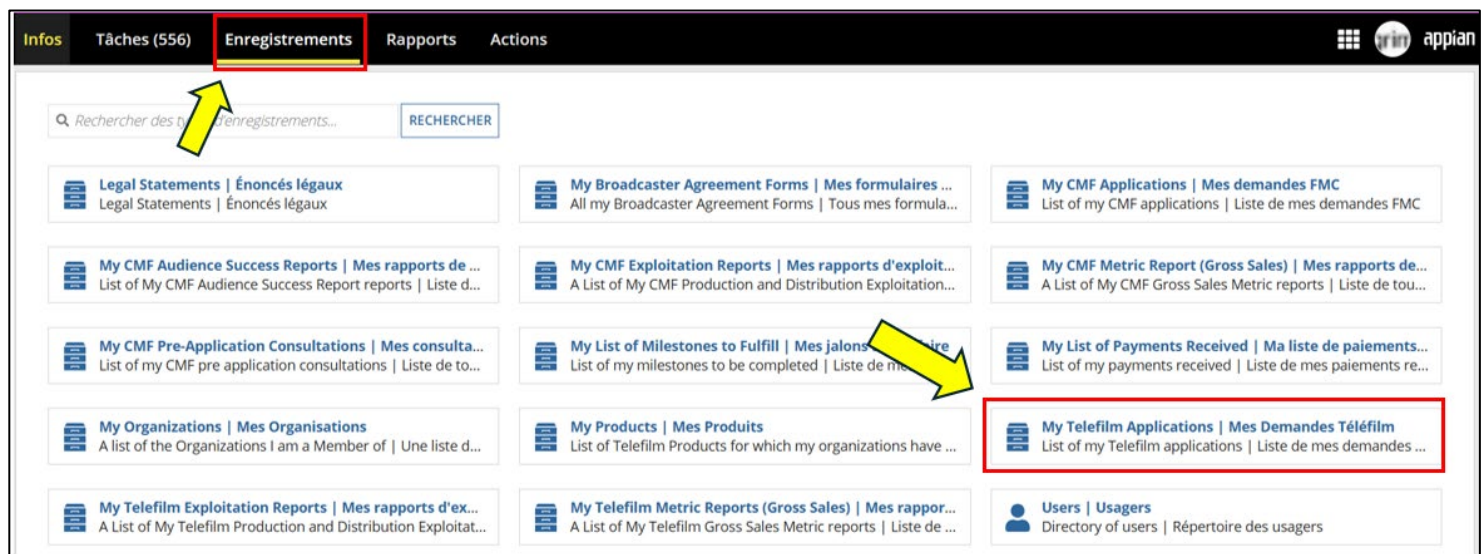 Infos Tâches (556) Enregistrements Rapports Actions appian
Rechercher des d'enregistrements... RECHERCHER
Legal Statements | Énoncés légaux
Legal Statements | Énoncés légaux
My Broadcaster Agreement Forms | Mes formulaires ...
All my Broadcaster Agreement Forms | Tous mes formula...
My CMF Applications | Mes demandes FMC
List of my CMF applications | Liste de mes demandes FMC
My CMF Audience Success Reports | Mes rapports de ...
List of My CMF Audience Success Report reports | Liste d...
My CMF Exploitation Reports | Mes rapports d'exploit...
A List of My CMF Production and Distribution Exploitation...
My CMF Metric Report (Gross Sales) | Mes rapports de...
A List of My CMF Gross Sales Metric reports | Liste de tou...
My CMF Pre-Application Consultations | Mes consulta...
List of my CMF pre application consultations | Liste de to...
My List of Milestones to Fulfill | Mes jalons
List of my milestones to be completed | Liste de
My List of Payments Received | Ma liste de paiements...
List of my payments received | Liste de mes paiements re...
My Organizations | Mes Organisations
A list of the Organizations I am a Member of | Une liste d...
My Products | Mes Produits
List of Telefilm Products for which my organizations have ...
My Telefilm Applications | Mes Demandes Téléfilm
List of my Telefilm applications | Liste de mes demandes ...
My Telefilm Exploitation Reports | Mes rapports d'ex...
A List of My Telefilm Production and Distribution Exploitat...
My Telefilm Metric Reports (Gross Sales) | Mes rappor...
A List of My Telefilm Gross Sales Metric reports | Liste de ...
Users | Usagers
Directory of users | Répertoire des usagers